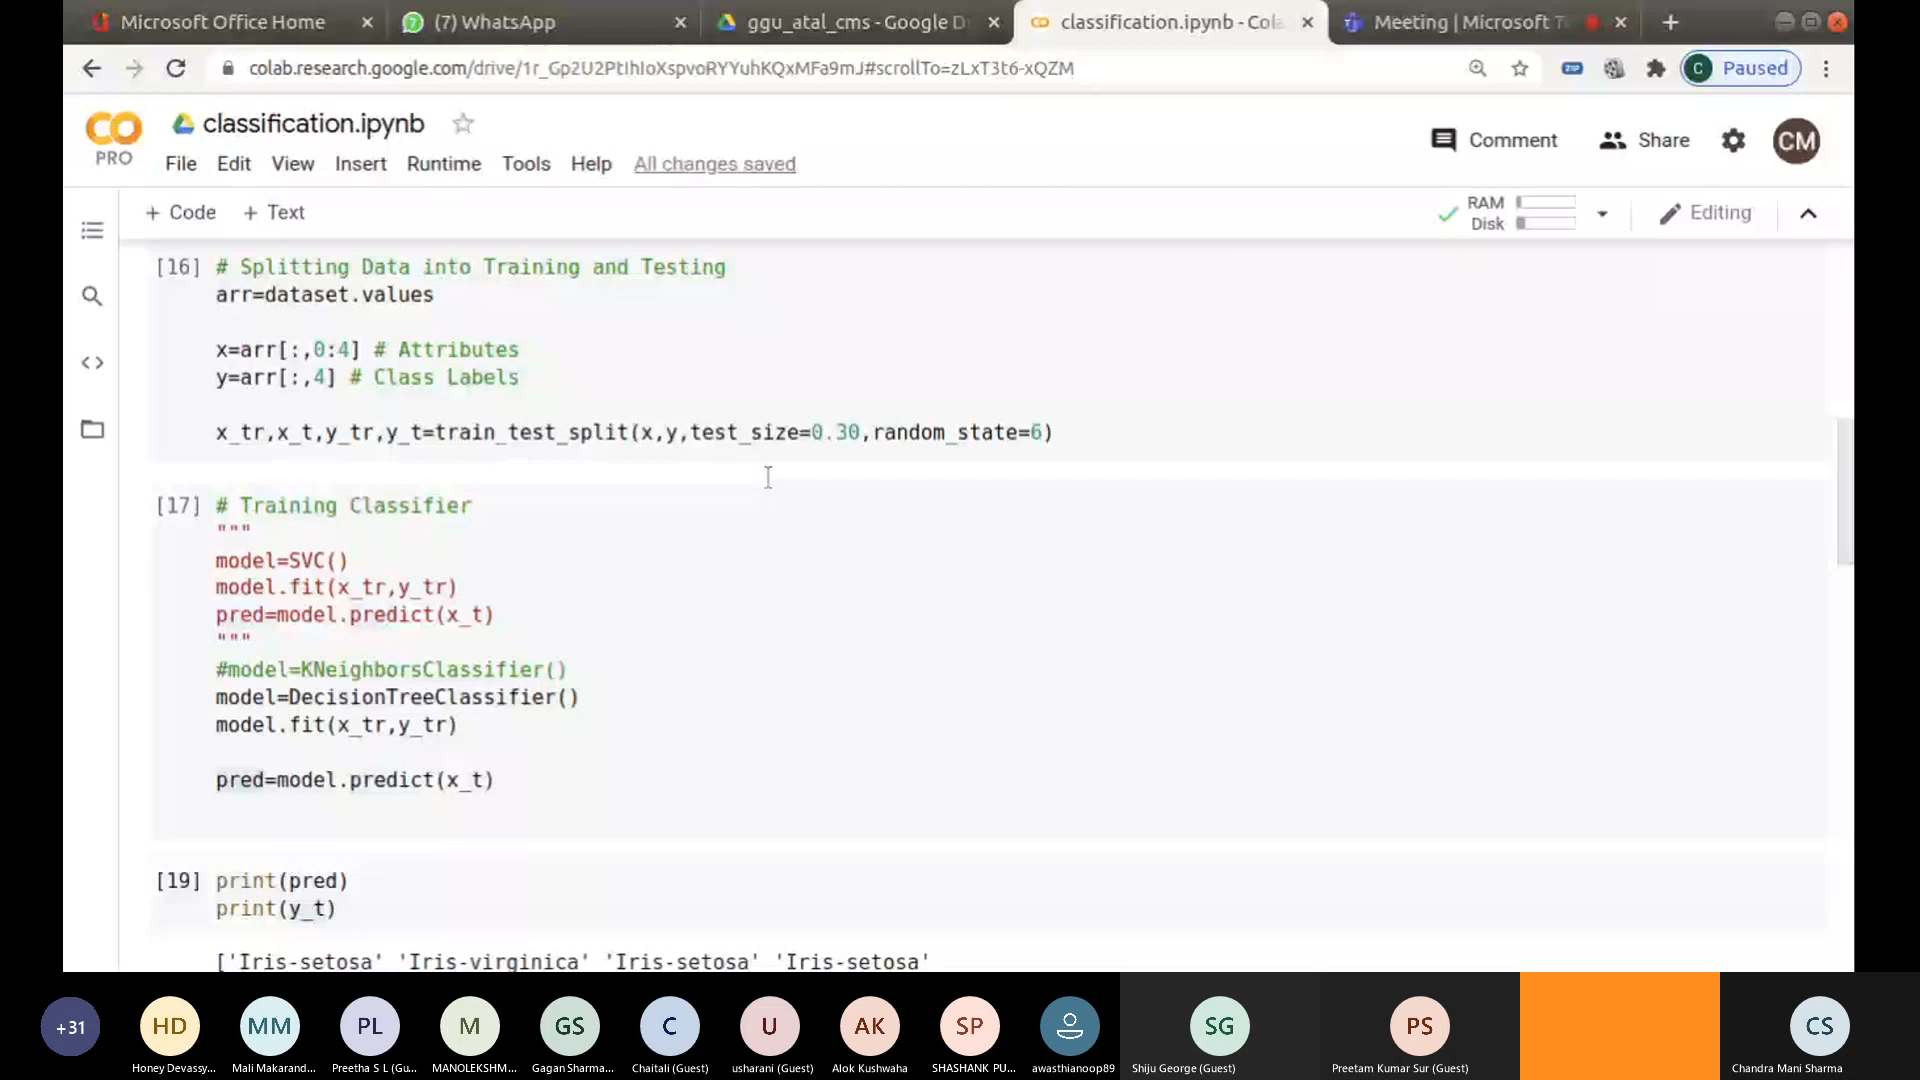 Microsoft Office Home
(7) WhatsApp
ggu_atal_cms - Google D
classification.ipynb - Cola
Meeting | Microsoft T
colab.research.google.com/drive/1r_Gp2U2PtIhIoXspvoRYYuhKQxMFa9mJ#scrollTo=zLxT3t6-xQZM
ZIP
C Paused
PRO
classification.ipynb
Comment
Share
CM
File Edit View Insert Runtime Tools Help All changes saved
+ Code + Text
RAM
Disk
Editing
[16] # Splitting Data into Training and Testing
arr=dataset.values
x=arr[:,0:4] # Attributes
y=arr[:,4] # Class Labels
x_tr,x_t,y_tr,y_t=train_test_split(x,y,test_size=0.30,random_state=6)
[17] # Training Classifier
"""
model=SVC()
model.fit(x_tr,y_tr)
pred=model.predict(x_t)
"""
#model=KNeighborsClassifier()
model=DecisionTreeClassifier()
model.fit(x_tr,y_tr)
pred=model.predict(x_t)
[19] print(pred)
print(y_t)
['Iris-setosa' 'Iris-virginica' 'Iris-setosa' 'Iris-setosa'
+31 HD MM PL M GS C U AK SP SG PS CS
Honey Devassy... Mali Makarand... Preetha S L (Gu... MANOLEKSHM... Gagan Sharma... Chaitali (Guest) usharani (Guest) Alok Kushwaha SHASHANK PU... awasthianoop89 Shiju George (Guest) Preetam Kumar Sur (Guest) Chandra Mani Sharma